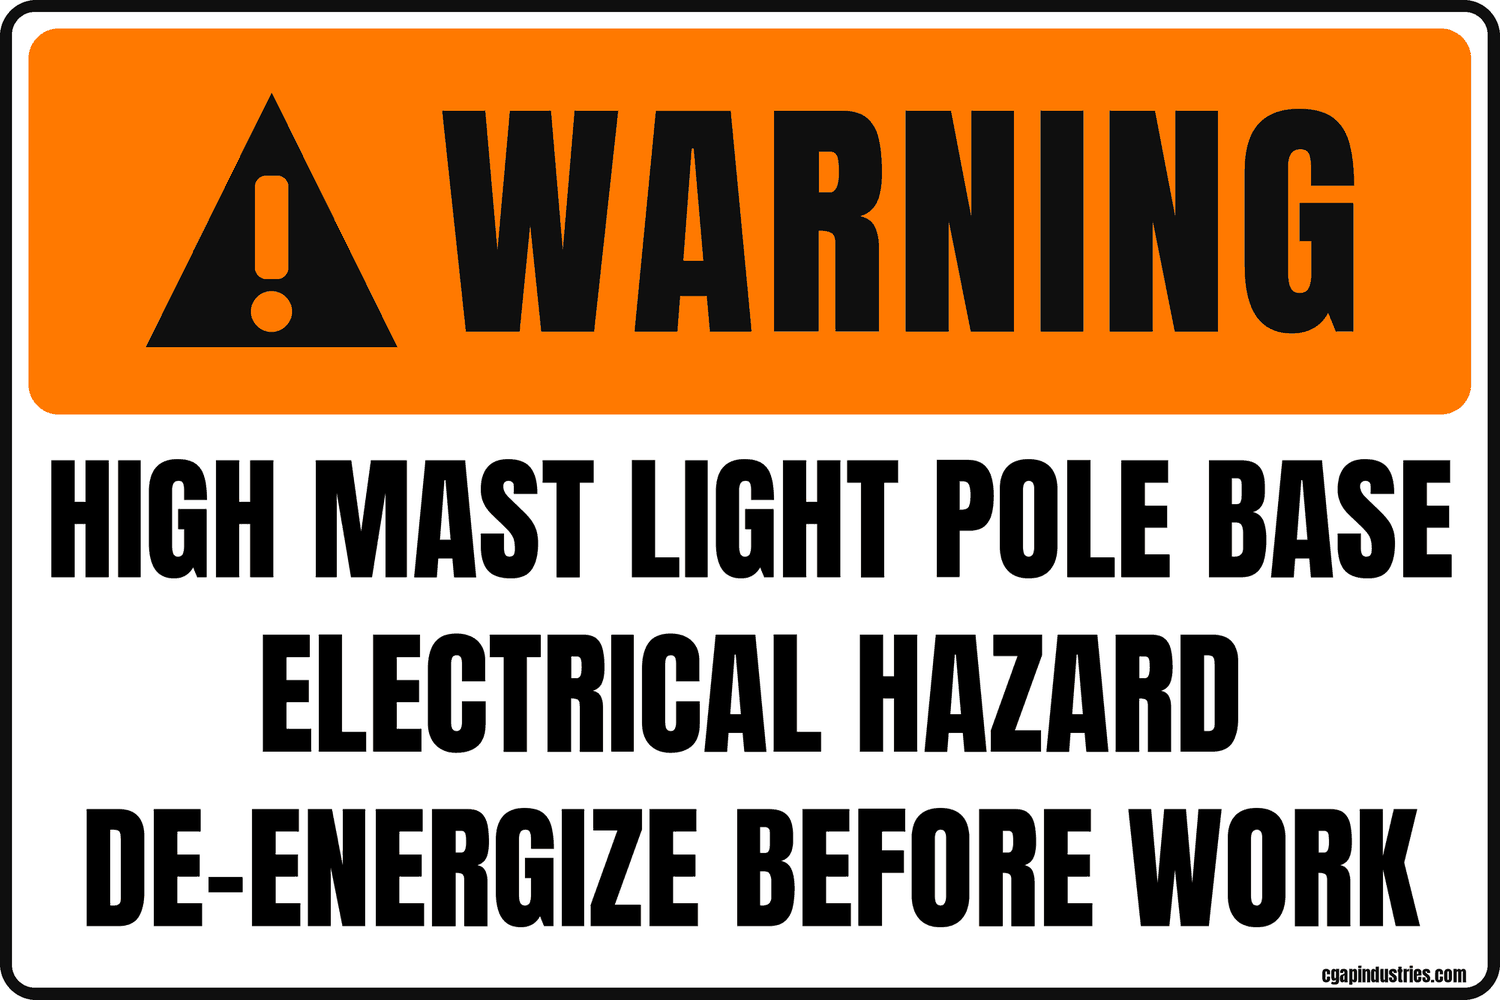 WARNING
HIGH MAST LIGHT POLE BASE
ELECTRICAL HAZARD
DE-ENERGIZE BEFORE WORK
cgapindustries.com